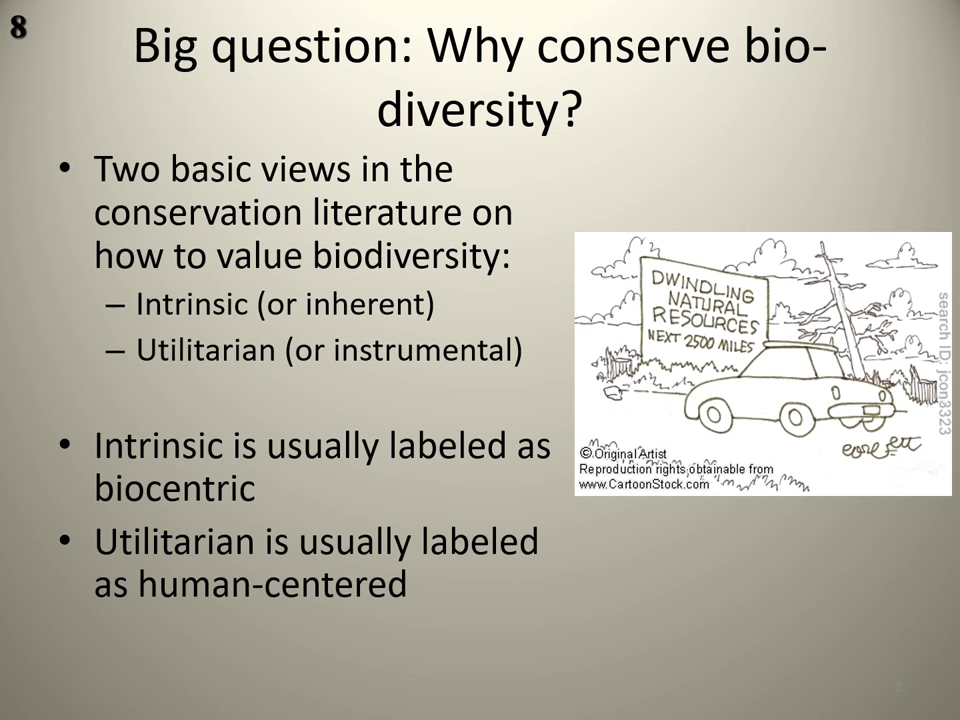 8
Big question: Why conserve bio-
diversity?
• Two basic views in the
conservation literature on
how to value biodiversity:
– Intrinsic (or inherent)
– Utilitarian (or instrumental)
• Intrinsic is usually labeled as
biocentric
• Utilitarian is usually labeled
as human-centered
DWINDLING
NATURAL
RESOURCES
NEXT 2500 MILES
search ID: jcon3323
© Original Artist
Reproduction rights obtainable from
www.CartoonStock.com
8